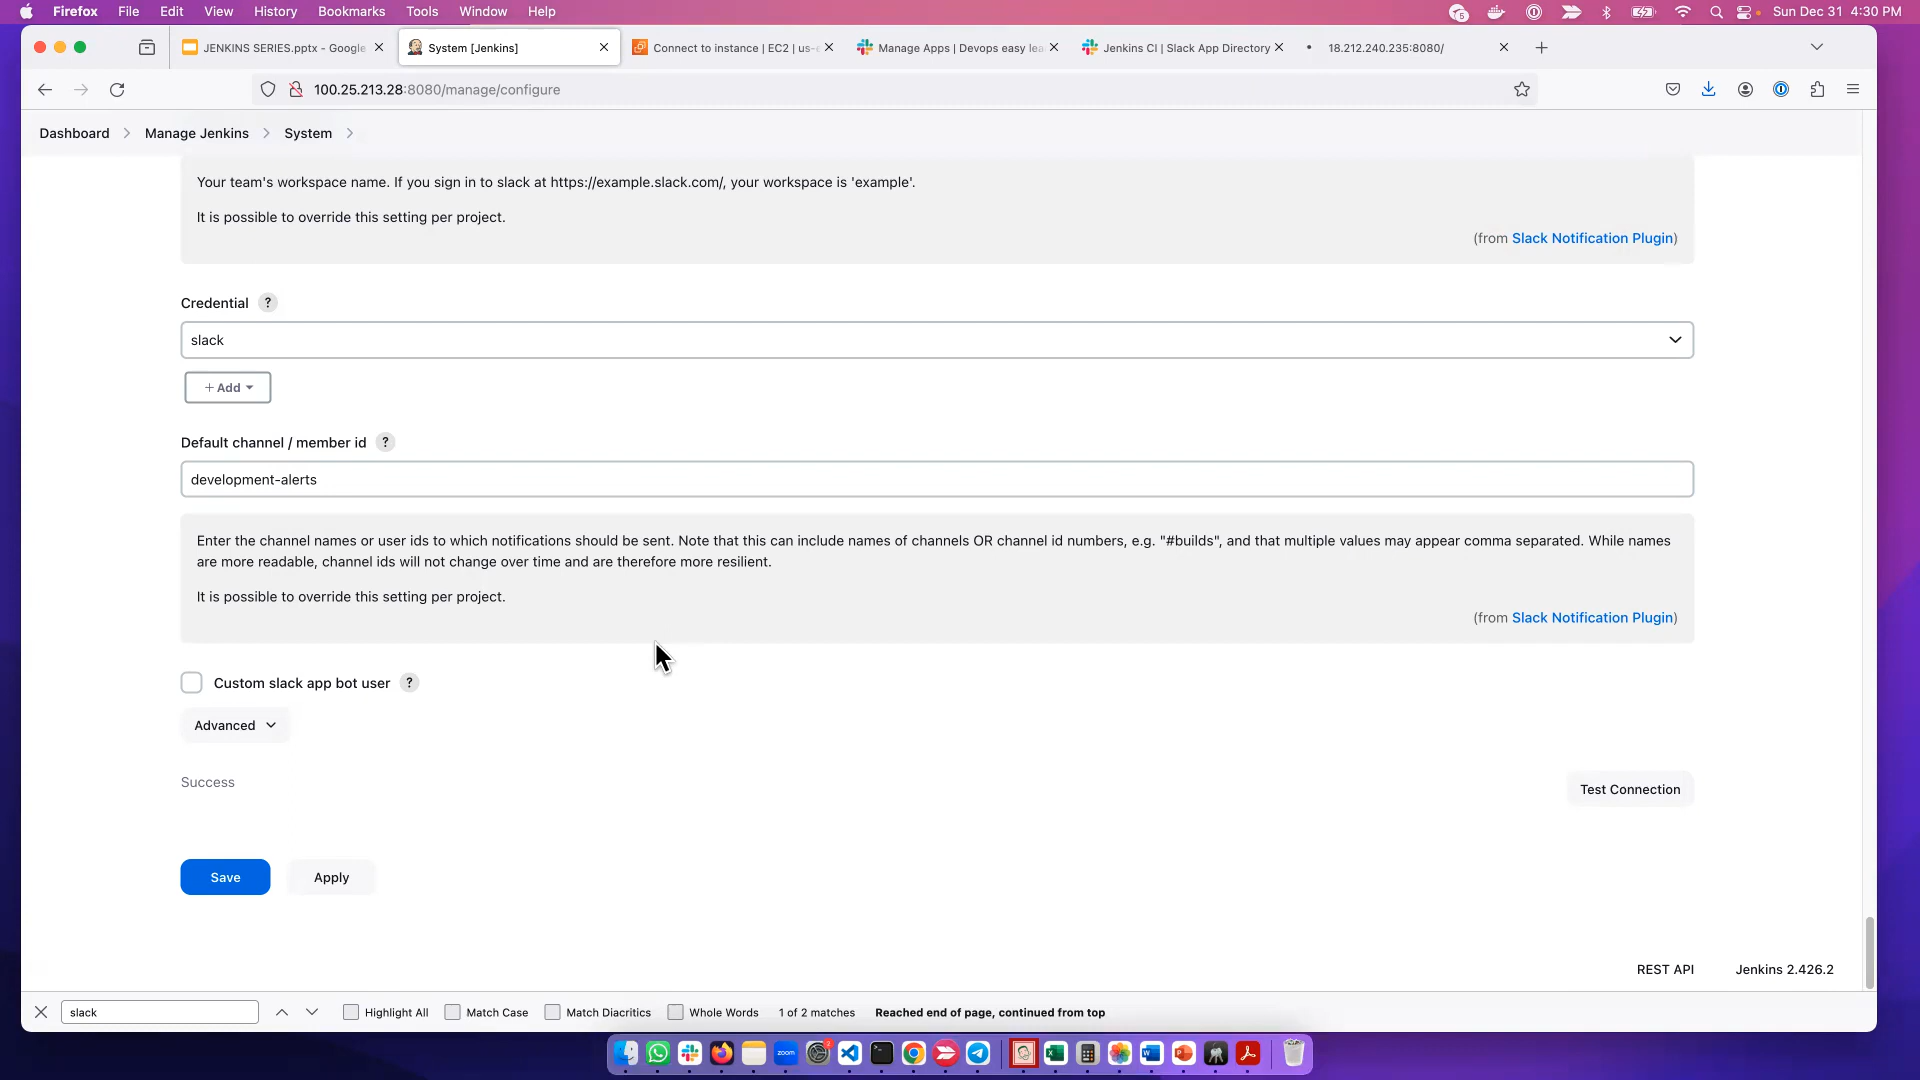 Firefox File Edit View History Bookmarks Tools Window Help 5 Sun Dec 31 4:30 PM
JENKINS SERIES.pptx - Google System [Jenkins] Connect to instance | EC2 | us-e Manage Apps | Devops easy lea Jenkins CI | Slack App Directory 18.212.240.235:8080/
100.25.213.28:8080/manage/configure
Dashboard Manage Jenkins System
Your team's workspace name. If you sign in to slack at https://example.slack.com/, your workspace is 'example'.
It is possible to override this setting per project.
(from Slack Notification Plugin)
Credential ?
slack
+ Add
Default channel / member id ?
development-alerts
Enter the channel names or user ids to which notifications should be sent. Note that this can include names of channels OR channel id numbers, e.g. "#builds", and that multiple values may appear comma separated. While names
are more readable, channel ids will not change over time and are therefore more resilient.
It is possible to override this setting per project.
(from Slack Notification Plugin)
Custom slack app bot user ?
Advanced
Success
Test Connection
Save Apply
REST API Jenkins 2.426.2
slack Highlight All Match Case Match Diacritics Whole Words 1 of 2 matches Reached end of page, continued from top
zoom 2